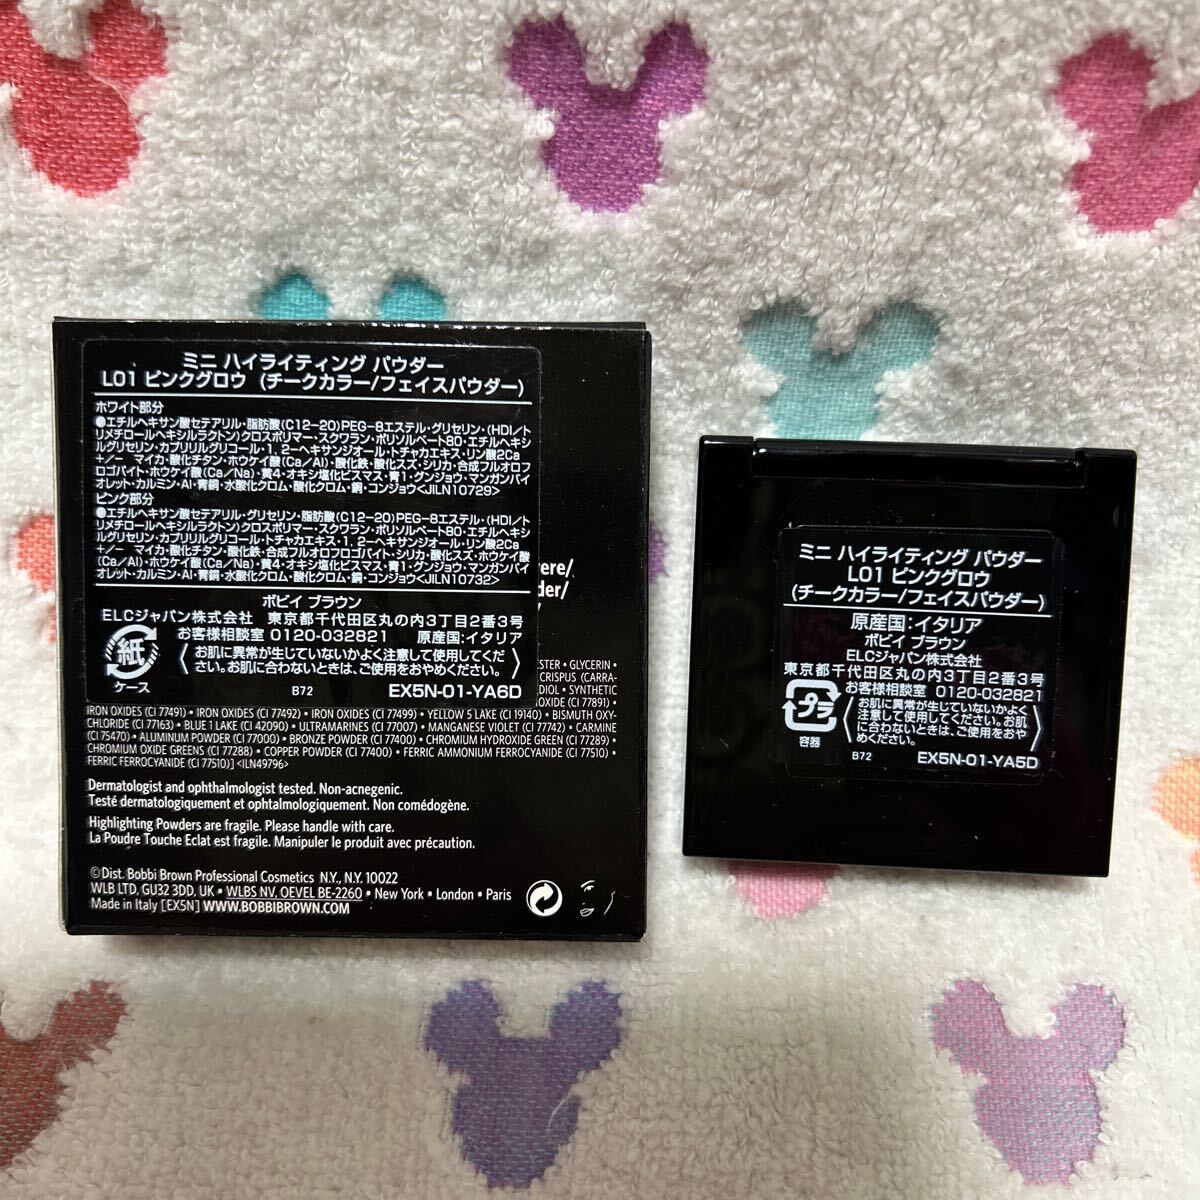 ミニ ハイライティング パウダー
L01 ピンクグロウ (チークカラー/フェイスパウダー)
ホワイト部分
●エチルヘキサン酸セテアリル・脂肪酸(C12-20)PEG-8エステル・グリセリン・(HDI/ト
リメチロールヘキシルラクトン)クロスポリマー・スクワラン・ポリソルベート80・エチルヘキシ
ルグリセリン・カプリリルグリコール・1，2-ヘキサンジオール・トチャカエキス・リン酸2Ca
+/- マイカ・酸化チタン・ホウケイ酸(Ca/Al)・酸化鉄・酸化スズ・シリカ・合成フルオロフ
ロゴパイト・ホウケイ酸(Ca/Na)・黄4・オキシ塩化ビスマス・青1・グンジョウ・マンガンバイ
オレット・カルミン・Al・青銅・水酸化クロム・酸化クロム・銅・コンジョウ<JILN10729>
ピンク部分
●エチルヘキサン酸セテアリル・グリセリン・脂肪酸(C12-20)PEG-8エステル・(HDI/ト
リメチロールヘキシルラクトン)クロスポリマー・スクワラン・ポリソルベート80・エチルヘキシ
ルグリセリン・カプリリルグリコール・トチャカエキス・1，2-ヘキサンジオール・リン酸2Ca
+/- マイカ・酸化チタン・酸化鉄・合成フルオロフロゴパイト・シリカ・酸化スズ・ホウケイ酸
(Ca/Al)・ホウケイ酸(Ca/Na)・黄4・オキシ塩化ビスマス・青1・グンジョウ・マンガンバイ
オレット・カルミン・Al・青銅・水酸化クロム・酸化クロム・銅・コンジョウ<JILN10732>
ボビイ ブラウン
ELCジャパン株式会社 東京都千代田区丸の内3丁目2番3号
お客様相談室 0120-032821 原産国:イタリア
紙
ケース
お肌に異常が生じていないかよく注意して使用してくだ
さい。お肌に合わないときは、ご使用をおやめください。
B72 EX5N-01-YA6D
vere/
der/
ESTER • GLYCERIN •
CRISPUS (CARRA-
DIOL • SYNTHETIC
OXIDE (CI 77891) •
IRON OXIDES (CI 77491) • IRON OXIDES (CI 77492) • IRON OXIDES (CI 77499) • YELLOW 5 LAKE (CI 19140) • BISMUTH OXY-
CHLORIDE (CI 77163) • BLUE 1 LAKE (CI 42090) • ULTRAMARINES (CI 77007) • MANGANESE VIOLET (CI 77742) • CARMINE
(CI 75470) • ALUMINUM POWDER (CI 77000) • BRONZE POWDER (CI 77400) • CHROMIUM HYDROXIDE GREEN (CI 77289) •
CHROMIUM OXIDE GREENS (CI 77288) • COPPER POWDER (CI 77400) • FERRIC AMMONIUM FERROCYANIDE (CI 77510) •
FERRIC FERROCYANIDE (CI 77510)] <ILN49796>
Dermatologist and ophthalmologist tested. Non-acnegenic.
Testé dermatologiquement et ophtalmologiquement. Non comédogène.
Highlighting Powders are fragile. Please handle with care.
La Poudre Touche Eclat est fragile. Manipuler le produit avec précaution.
©Dist. Bobbi Brown Professional Cosmetics N.Y., N.Y. 10022
WLB LTD, GU32 3DD, UK • WLBS NV, OEVEL BE-2260 • New York • London • Paris
Made in Italy [EX5N] WWW.BOBBIBROWN.COM
ミニ ハイライティング パウダー
L01 ピンクグロウ
(チークカラー/フェイスパウダー)
原産国:イタリア
ボビイ ブラウン
ELCジャパン株式会社
東京都千代田区丸の内3丁目2番3号
お客様相談室 0120-032821
プラ
容器
お肌に異常が生じていないかよく
注意して使用してください。お肌
に合わないときは、ご使用をおや
めください。
B72 EX5N-01-YA5D